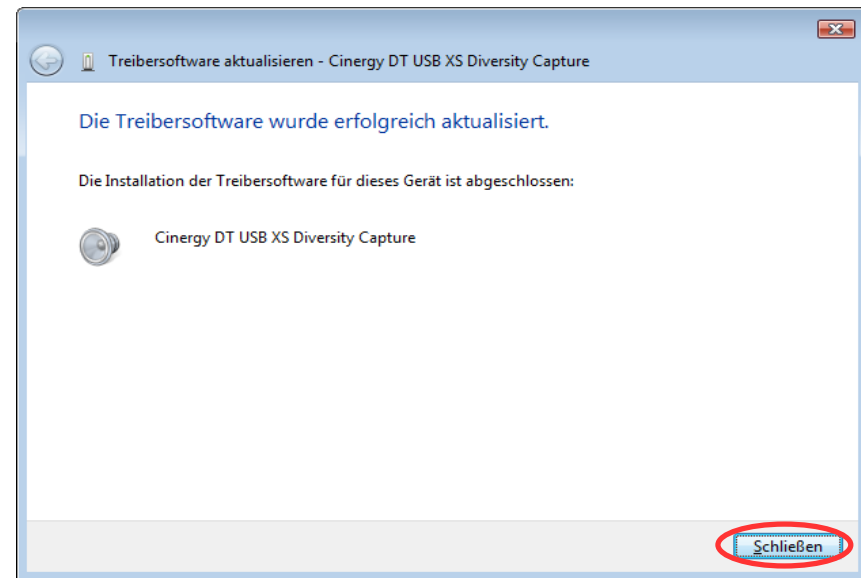 Treibersoftware aktualisieren - Cinergy DT USB XS Diversity Capture
Die Treibersoftware wurde erfolgreich aktualisiert.
Die Installation der Treibersoftware für dieses Gerät ist abgeschlossen:
Cinergy DT USB XS Diversity Capture
Schließen